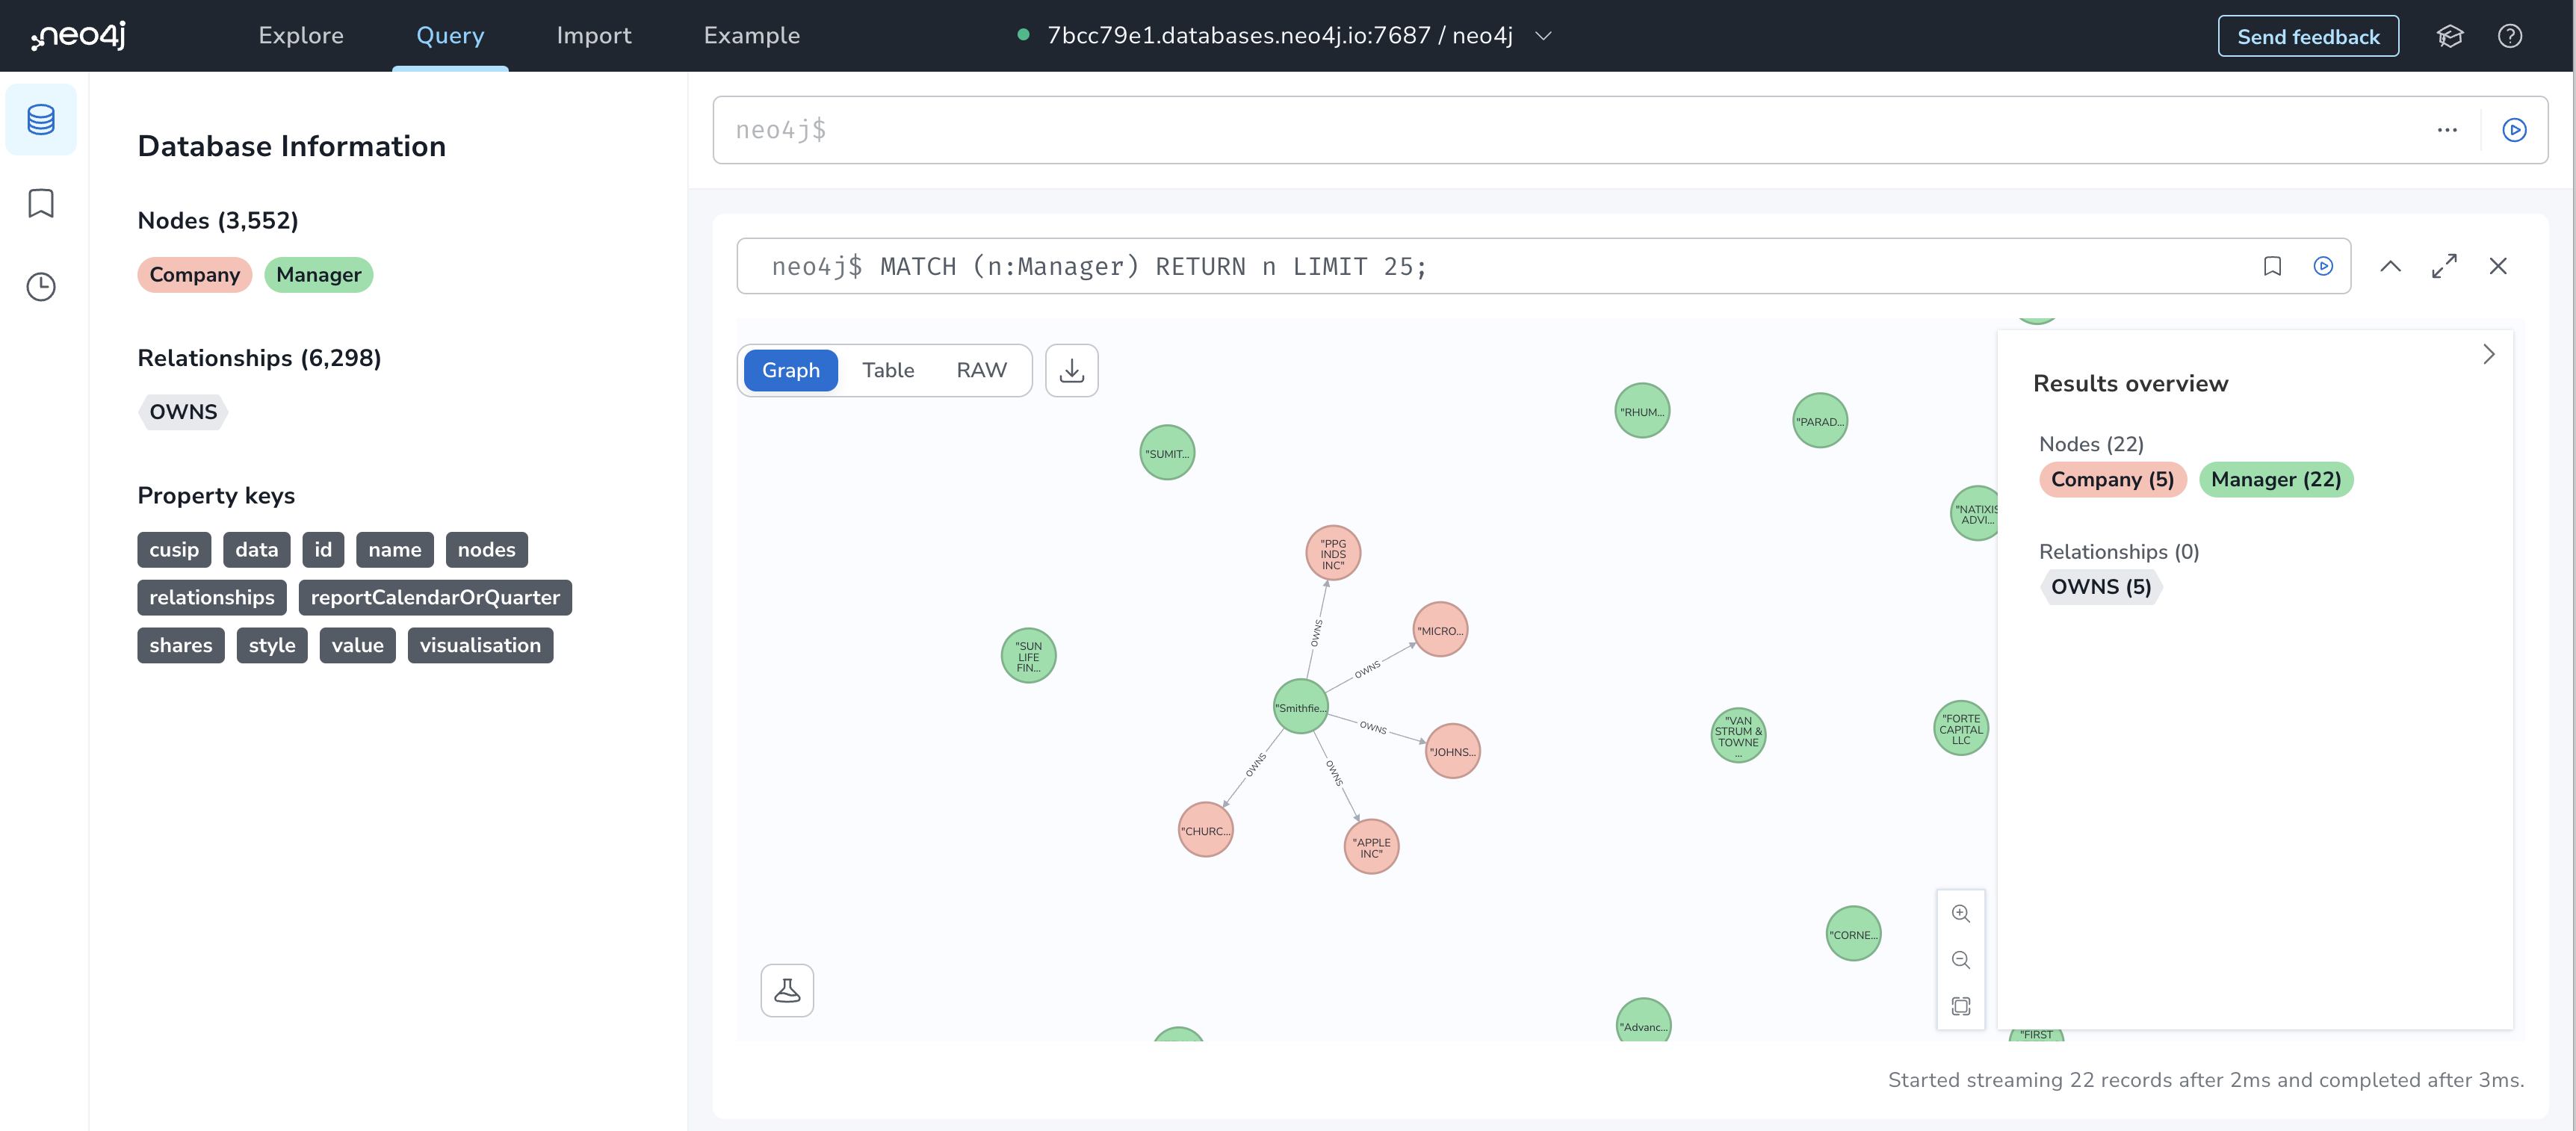 neo4j
Explore
Query
Import
Example
7bcc79e1.databases.neo4j.io:7687 / neo4j
Send feedback
Database Information
Nodes (3,552)
Company
Manager
Relationships (6,298)
OWNS
Property keys
cusip
data
id
name
nodes
relationships
reportCalendarOrQuarter
shares
style
value
visualisation
neo4j$
neo4j$ MATCH (n:Manager) RETURN n LIMIT 25;
Graph
Table
RAW
"SUMIT...
"RHUM...
"PARAD...
"NATIXIS
ADVI...
"PPG
INDS
INC"
"MICRO...
"SUN
LIFE
FIN...
"Smithfie...
"JOHNS...
"CHURC...
"APPLE
INC"
OWNS
OWNS
OWNS
OWNS
OWNS
"VAN
STRUM &
TOWNE
...
"FORTE
CAPITAL
LLC
"CORNE...
"Advanc...
"FIRST
Results overview
Nodes (22)
Company (5)
Manager (22)
Relationships (0)
OWNS (5)
Started streaming 22 records after 2ms and completed after 3ms.